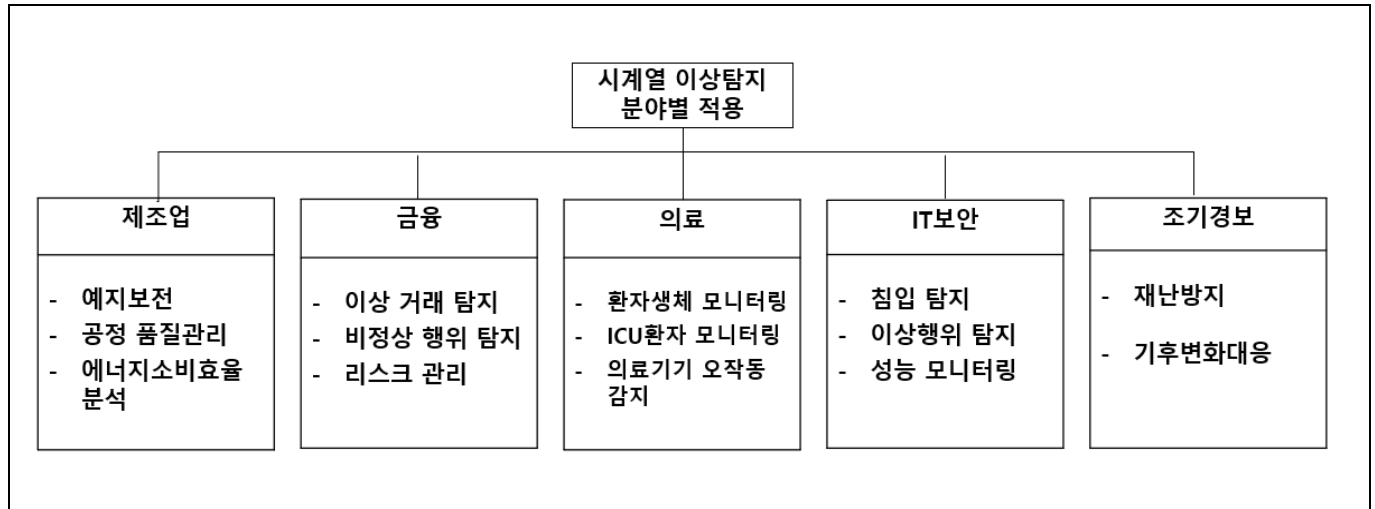 시계열 이상탐지
분야별 적용
제조업
- 예지보전
- 공정 품질관리
- 에너지소비효율
분석
금융
- 이상 거래 탐지
- 비정상 행위 탐지
- 리스크 관리
의료
- 환자생체 모니터링
- ICU환자 모니터링
- 의료기기 오작동
감지
IT보안
- 침입 탐지
- 이상행위 탐지
- 성능 모니터링
조기경보
- 재난방지
- 기후변화대응